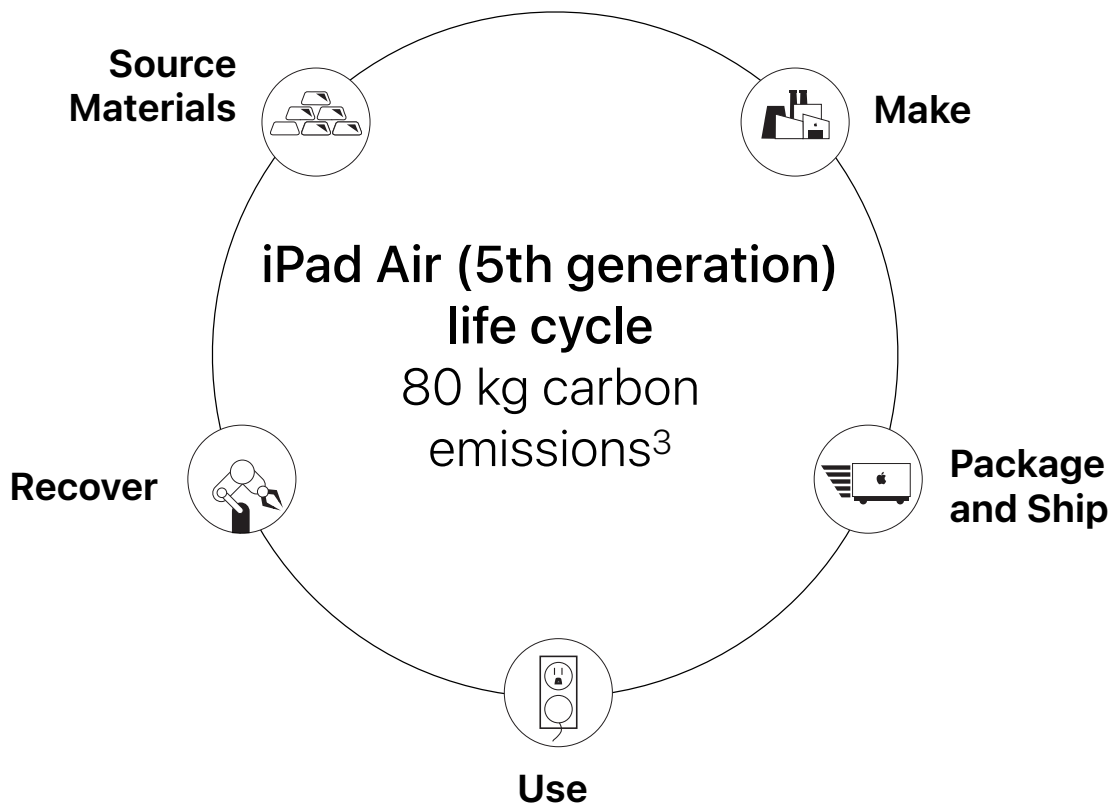 Source
Materials
Make
iPad Air (5th generation)
life cycle
80 kg carbon
emissions³
Recover
Package
and Ship
Use